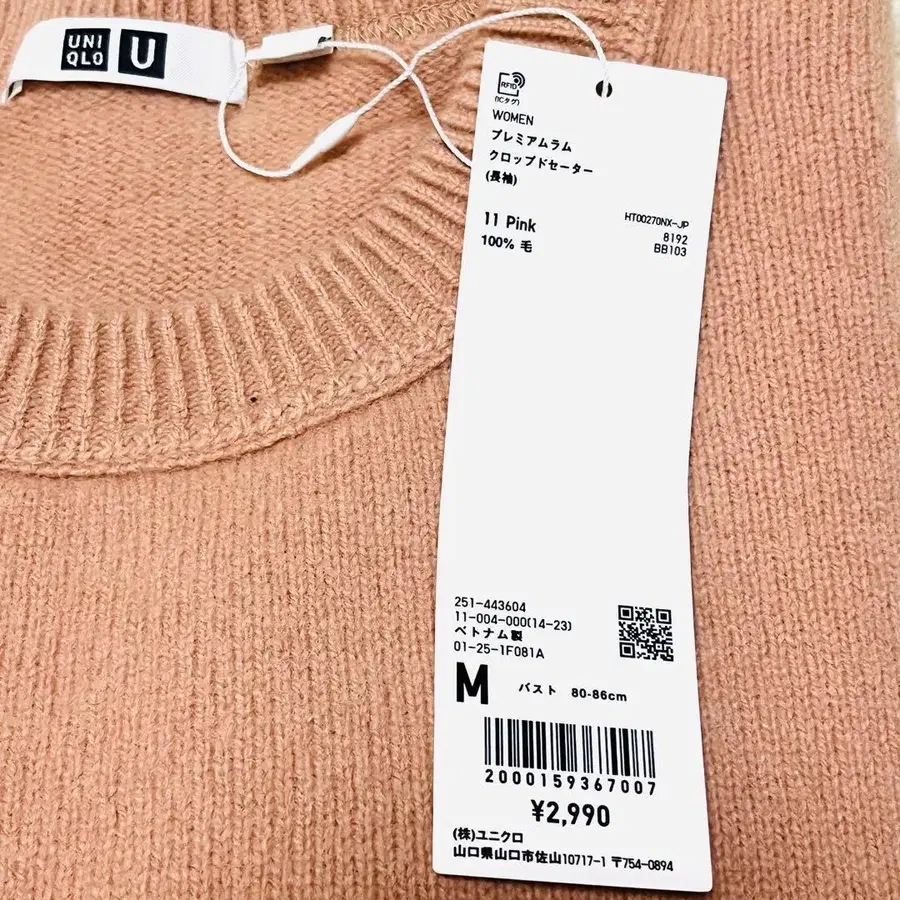 UNI
QLO
U
RFID
(ICタグ)
WOMEN
プレミアムラム
クロップドセーター
(長袖)
11 Pink
100% 毛
HT00270NX-JP
8192
BB103
251-443604
11-004-000(14-23)
ベトナム製
01-25-1F081A
M バスト 80-86cm
2000159367007
¥2,990
(株)ユニクロ
山口県山口市佐山10717-1 〒754-0894